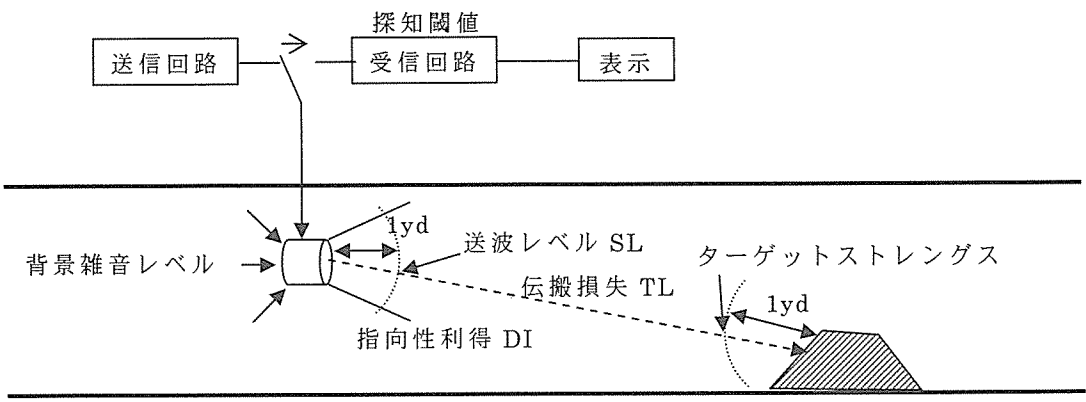 探知閾値
送信回路
受信回路
表示
1yd
送波レベル SL
背景雑音レベル
ターゲットストレングス
伝搬損失 TL
1yd
指向性利得 DI